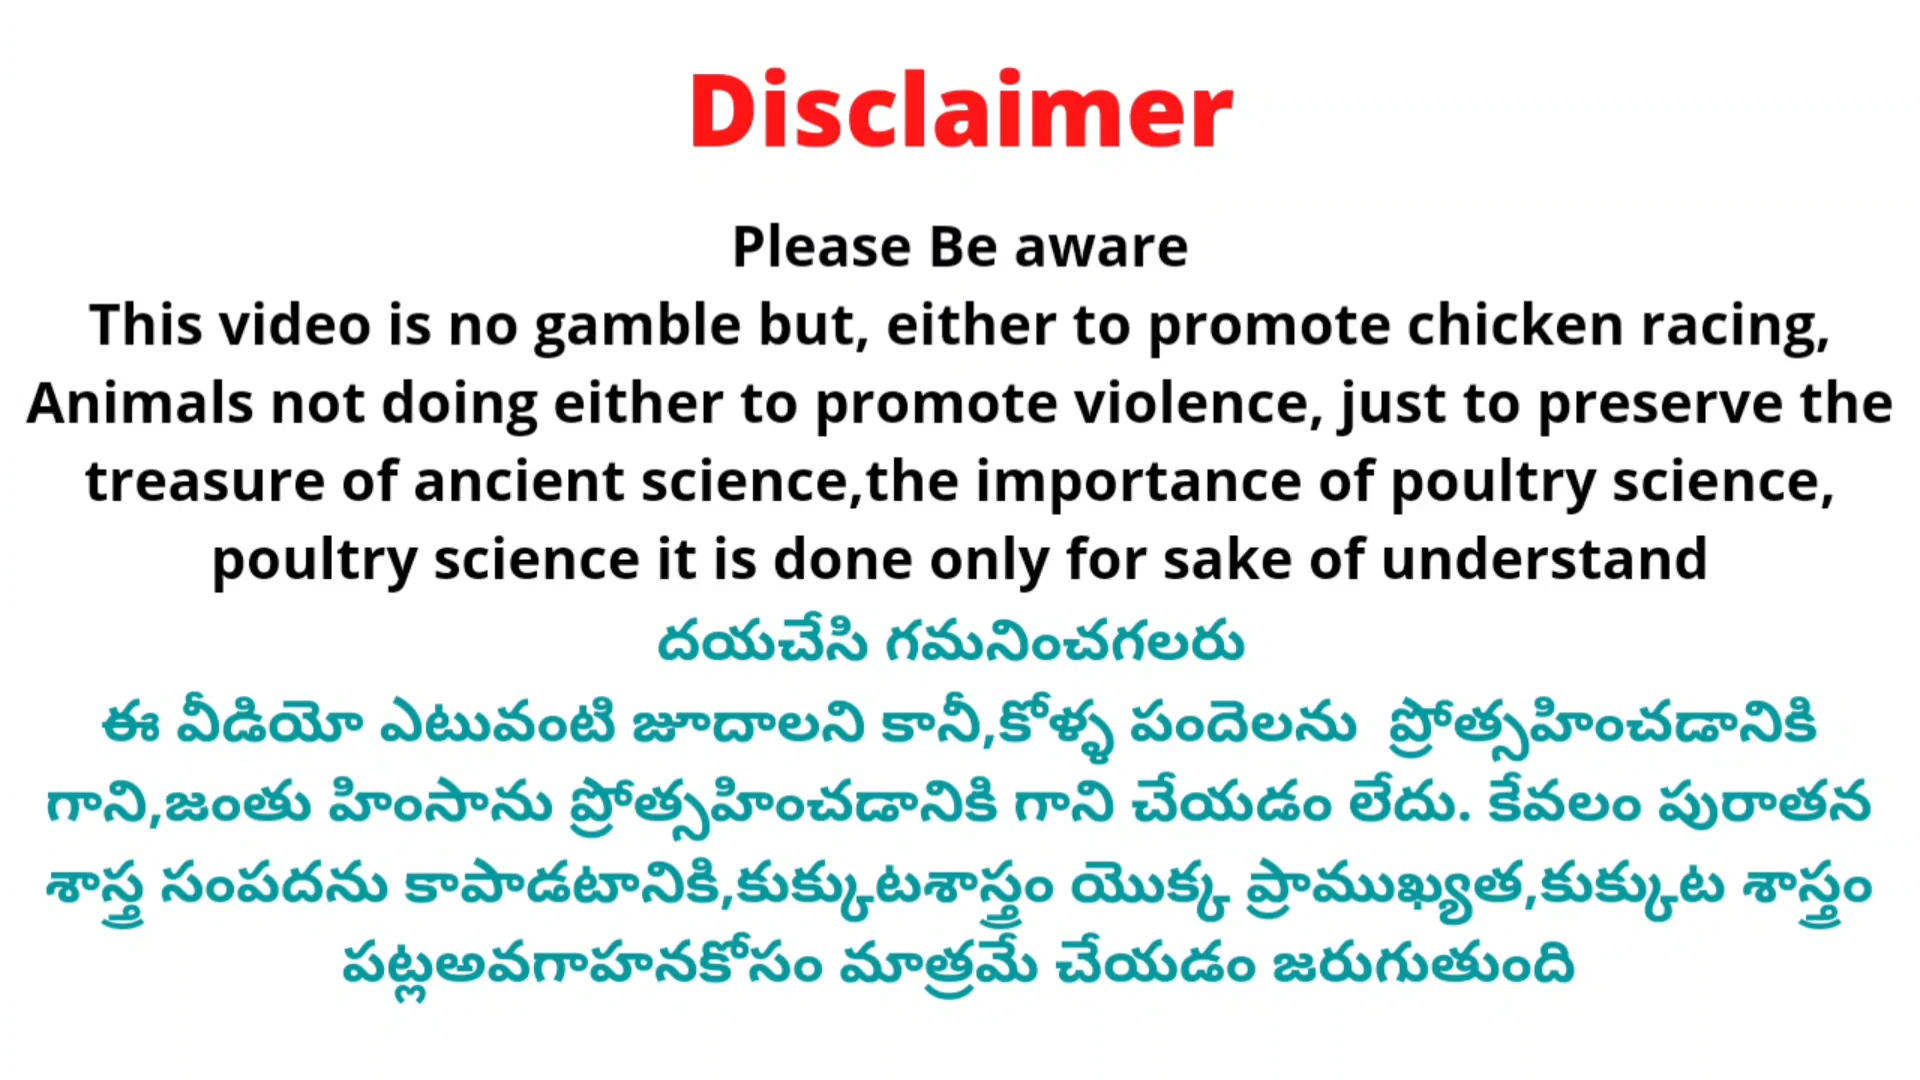 Disclaimer
Please Be aware
This video is no gamble but, either to promote chicken racing,
Animals not doing either to promote violence, just to preserve the
treasure of ancient science,the importance of poultry science,
poultry science it is done only for sake of understand
దయచేసి గమనించగలరు
ఈ వీడియో ఎటువంటి జూదాలని కానీ,కోళ్ళ పందెలను  ప్రోత్సహించడానికి
గాని,జంతు హింసాను ప్రోత్సహించడానికి గాని చేయడం లేదు. కేవలం పురాతన
శాస్త్ర సంపదను కాపాడటానికి,కుక్కుటశాస్త్రం యొక్క ప్రాముఖ్యత,కుక్కుట శాస్త్రం
పట్లఅవగాహనకోసం మాత్రమే చేయడం జరుగుతుంది